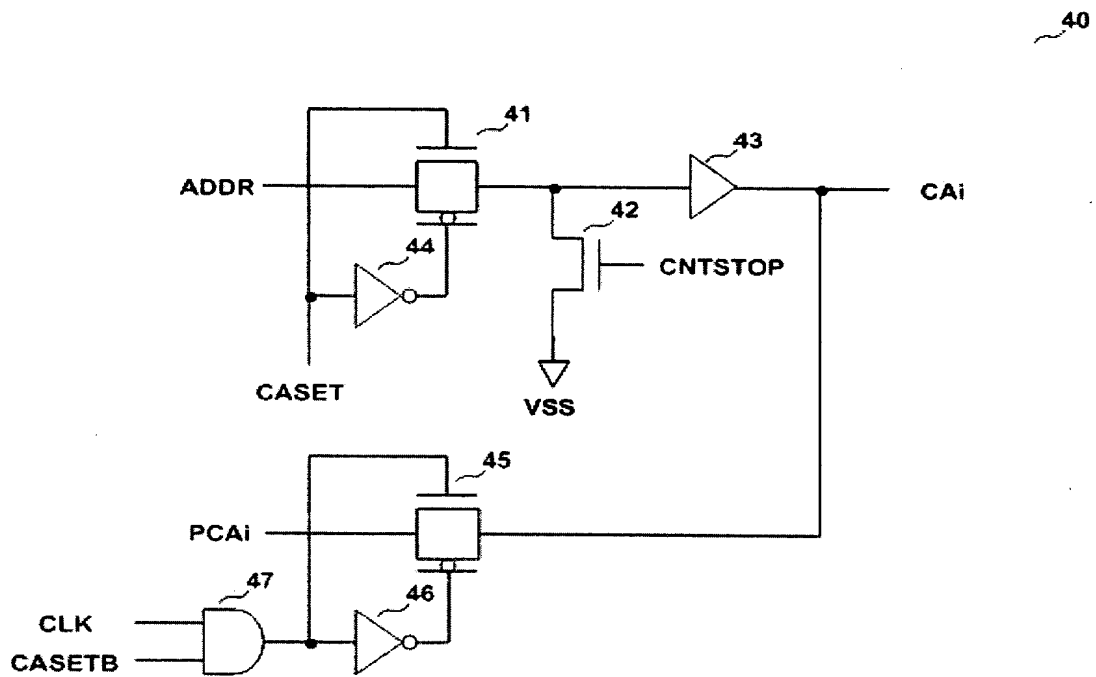 40
41
ADDR
43
CAi
42
44
CNTSTOP
CASET
VSS
45
PCAi
47
46
CLK
CASETB